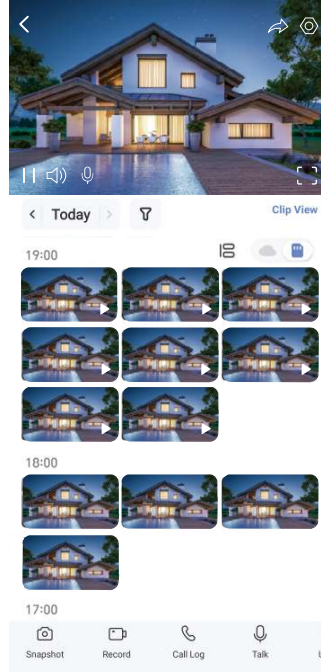 Today
Clip View
19:00
18:00
17:00
Snapshot
Record
Call Log
Talk